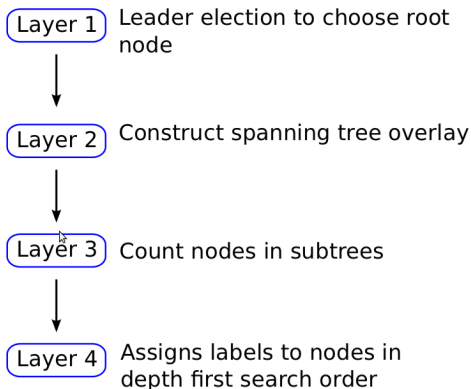 Layer 1
Leader election to choose root
node
Layer 2
Construct spanning tree overlay
Layer 3
Count nodes in subtrees
Layer 4
Assigns labels to nodes in
depth first search order